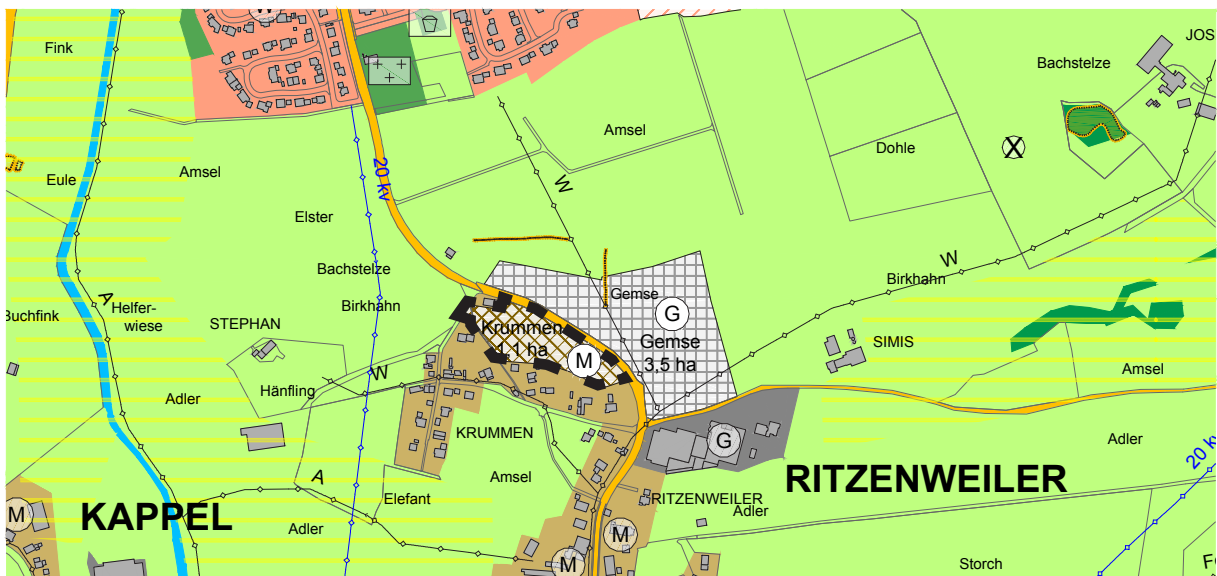 W
Fink
JOS
Bachstelze
Amsel
Dohle
X
20 kv
W
Eule
Amsel
Elster
W
Bachstelze
Birkhahn
Birkhahn
A
Helfer-
wiese
Buchfink
STEPHAN
Gemse
G
Gemse
3,5 ha
Krummen
1,1 ha
M
SIMIS
Amsel
W
Hänfling
Adler
KRUMMEN
G
Adler
20 kv
Amsel
A
Elefant
RITZENWEILER
RITZENWEILER
Adler
M
KAPPEL
Adler
M
M
Storch
Fo